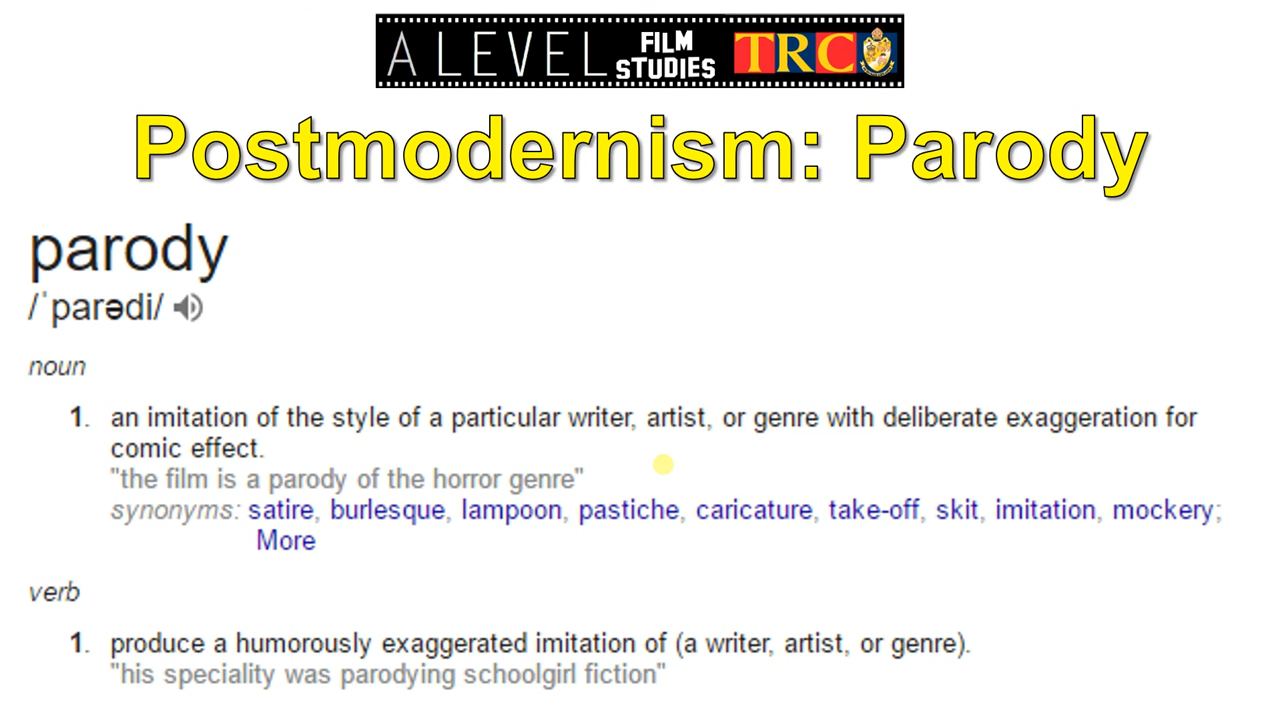 A LEVEL FILM STUDIES TRC
Postmodernism: Parody
parody
/ˈparədi/
noun
1. an imitation of the style of a particular writer, artist, or genre with deliberate exaggeration for
comic effect.
"the film is a parody of the horror genre"
synonyms: satire, burlesque, lampoon, pastiche, caricature, take-off, skit, imitation, mockery;
More
verb
1. produce a humorously exaggerated imitation of (a writer, artist, or genre).
"his speciality was parodying schoolgirl fiction"